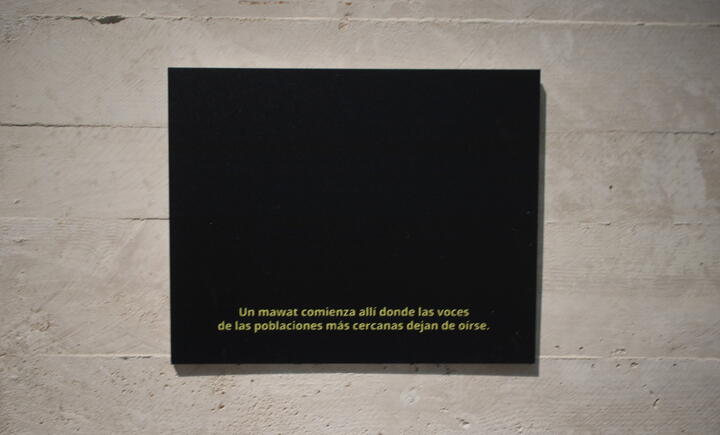 Un mawat comienza allí donde las voces
de las poblaciones más cercanas dejan de oírse.